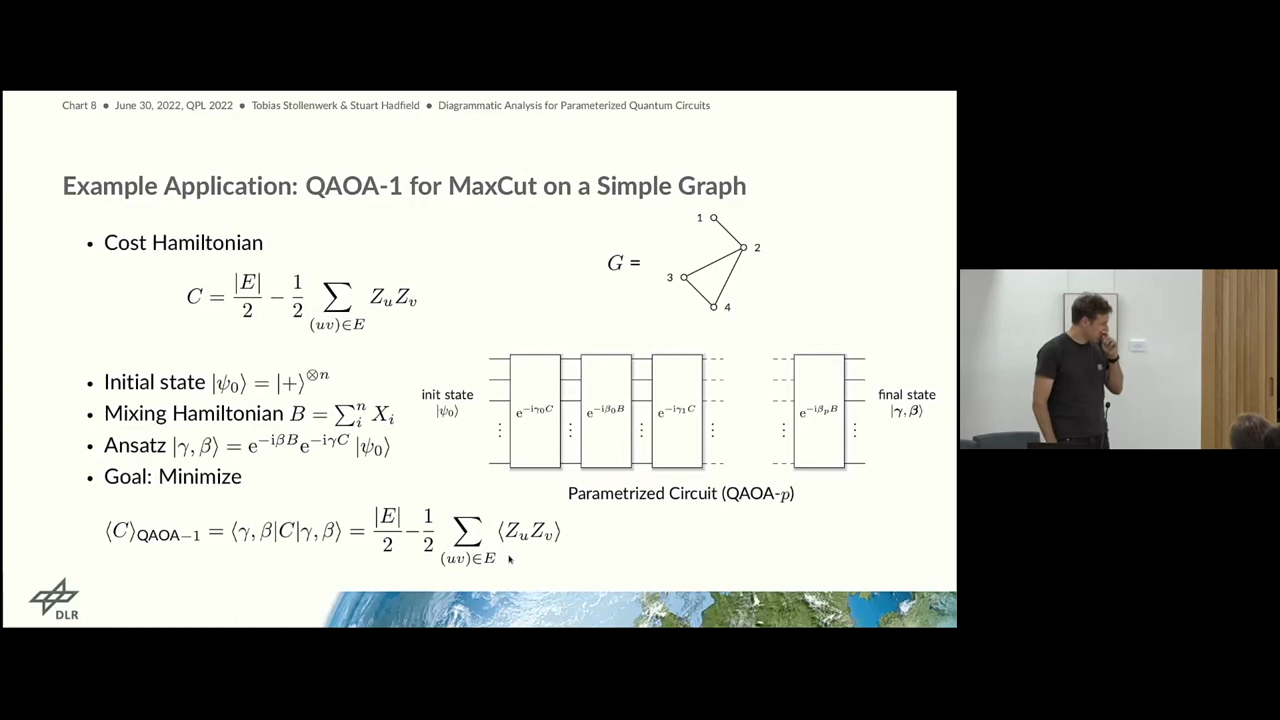 Chart 8 • June 30, 2022, QPL 2022 • Tobias Stollenwerk & Stuart Hadfield • Diagrammatic Analysis for Parameterized Quantum Circuits
Example Application: QAOA-1 for MaxCut on a Simple Graph
• Cost Hamiltonian
C = |E|/2 − 1/2 ∑_{(uv)∈E} Z_u Z_v
G =
1
2
3
4
• Initial state |ψ₀⟩ = |+⟩^{⊗n}
• Mixing Hamiltonian B = ∑_i^n X_i
• Ansatz |γ, β⟩ = e^{−iβB} e^{−iγC} |ψ₀⟩
• Goal: Minimize
⟨C⟩_{QAOA−1} = ⟨γ, β|C|γ, β⟩ = |E|/2 − 1/2 ∑_{(uv)∈E} ⟨Z_u Z_v⟩
init state
|ψ₀⟩
e^{−iγ₀C}
e^{−iβ₀B}
e^{−iγ₁C}
e^{−iβ_pB}
final state
|γ, β⟩
Parametrized Circuit (QAOA-p)
DLR